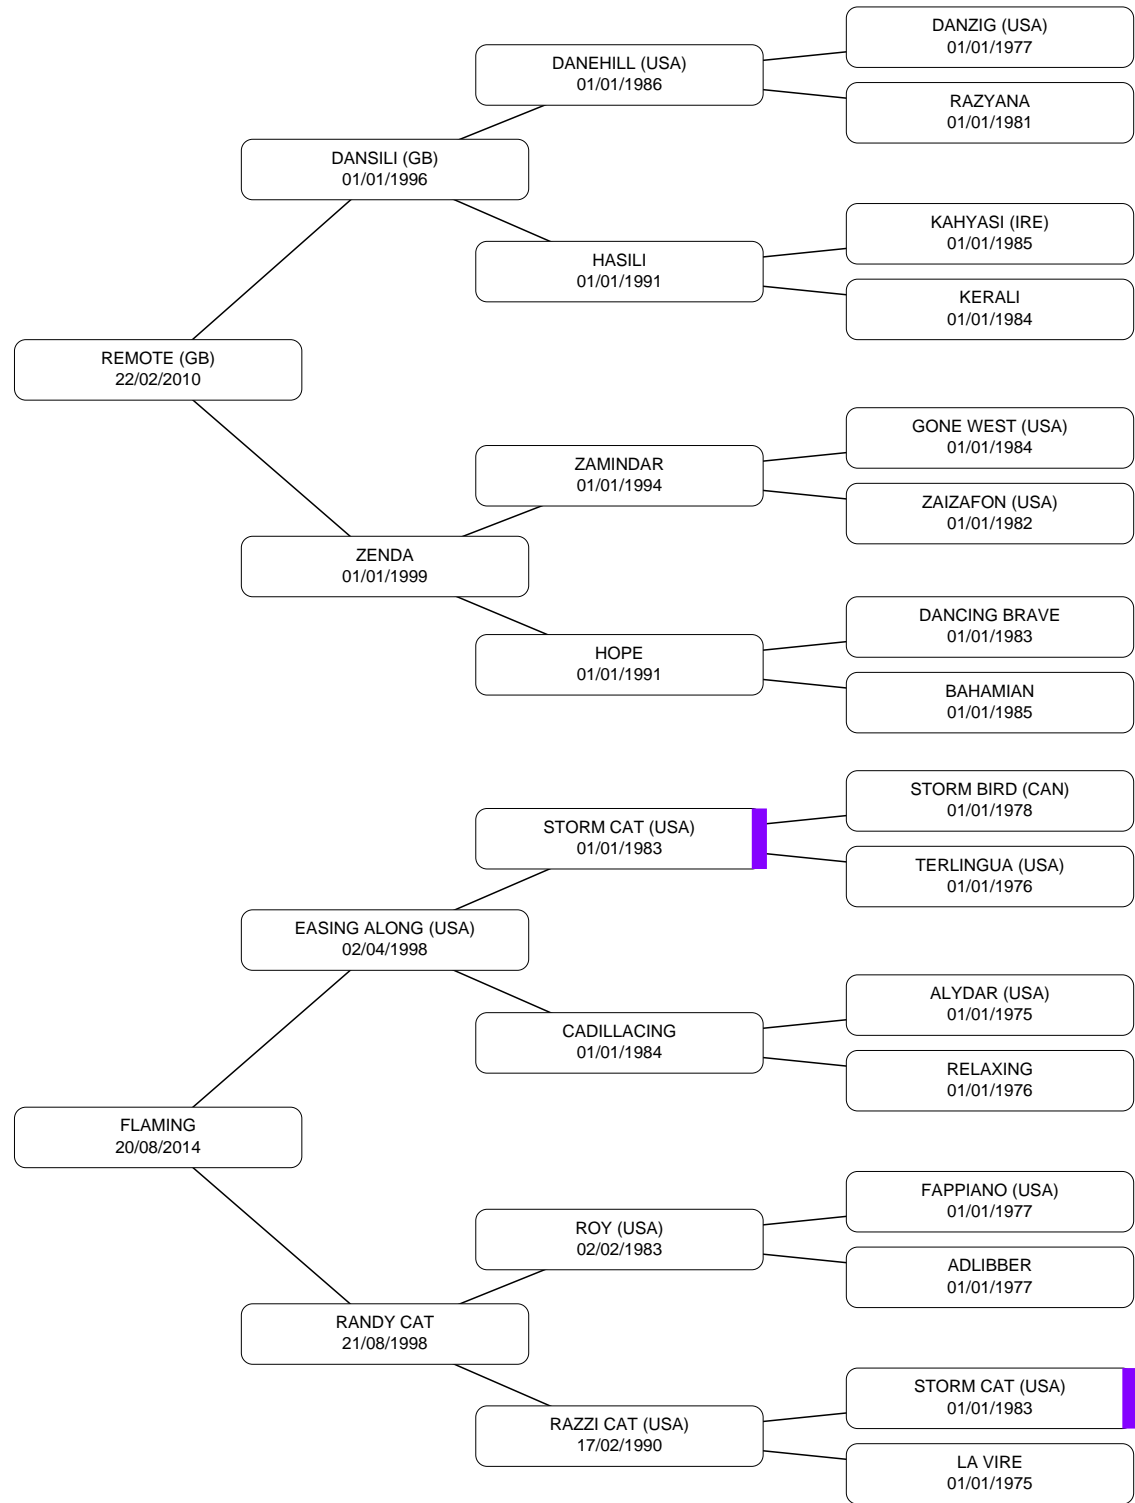 DANZIG (USA)
01/01/1977
DANEHILL (USA)
01/01/1986
RAZYANA
01/01/1981
DANSILI (GB)
01/01/1996
KAHYASI (IRE)
01/01/1985
HASILI
01/01/1991
KERALI
01/01/1984
REMOTE (GB)
22/02/2010
GONE WEST (USA)
01/01/1984
ZAMINDAR
01/01/1994
ZAIZAFON (USA)
01/01/1982
ZENDA
01/01/1999
DANCING BRAVE
01/01/1983
HOPE
01/01/1991
BAHAMIAN
01/01/1985
STORM BIRD (CAN)
01/01/1978
STORM CAT (USA)
01/01/1983
TERLINGUA (USA)
01/01/1976
EASING ALONG (USA)
02/04/1998
ALYDAR (USA)
01/01/1975
CADILLACING
01/01/1984
RELAXING
01/01/1976
FLAMING
20/08/2014
FAPPIANO (USA)
01/01/1977
ROY (USA)
02/02/1983
ADLIBBER
01/01/1977
RANDY CAT
21/08/1998
STORM CAT (USA)
01/01/1983
RAZZI CAT (USA)
17/02/1990
LA VIRE
01/01/1975